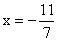 x = −11/7